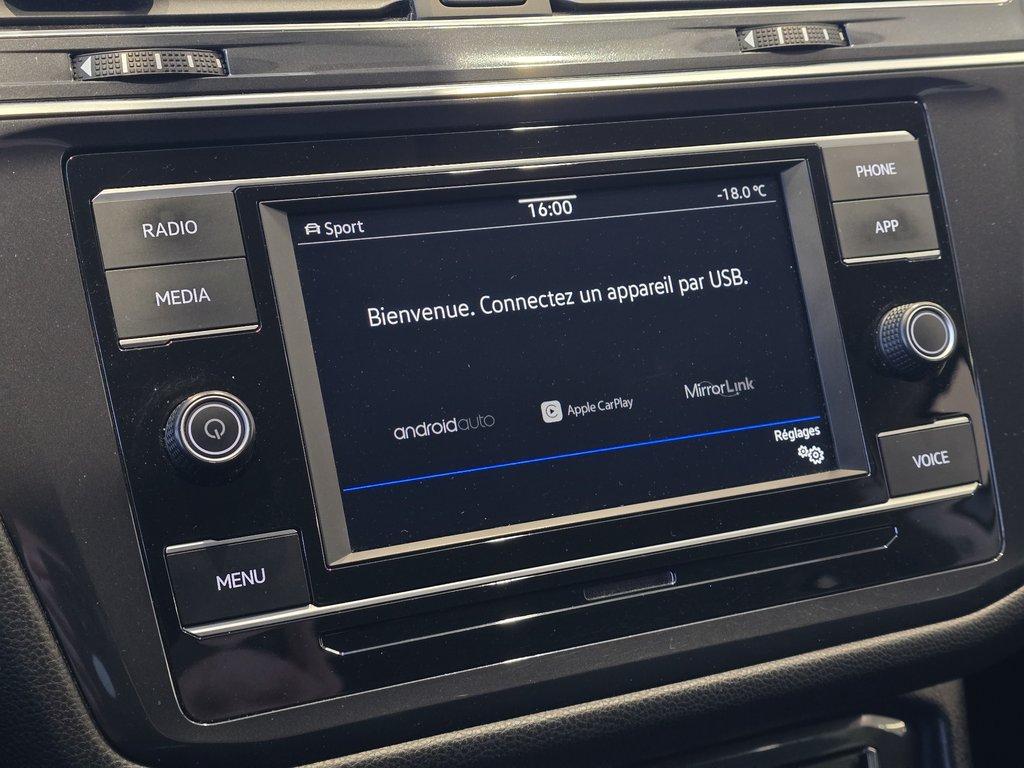 RADIO
MEDIA
MENU
Sport
16:00
-18.0 °C
Bienvenue. Connectez un appareil par USB.
androidauto
Apple CarPlay
MirrorLink
Réglages
PHONE
APP
VOICE